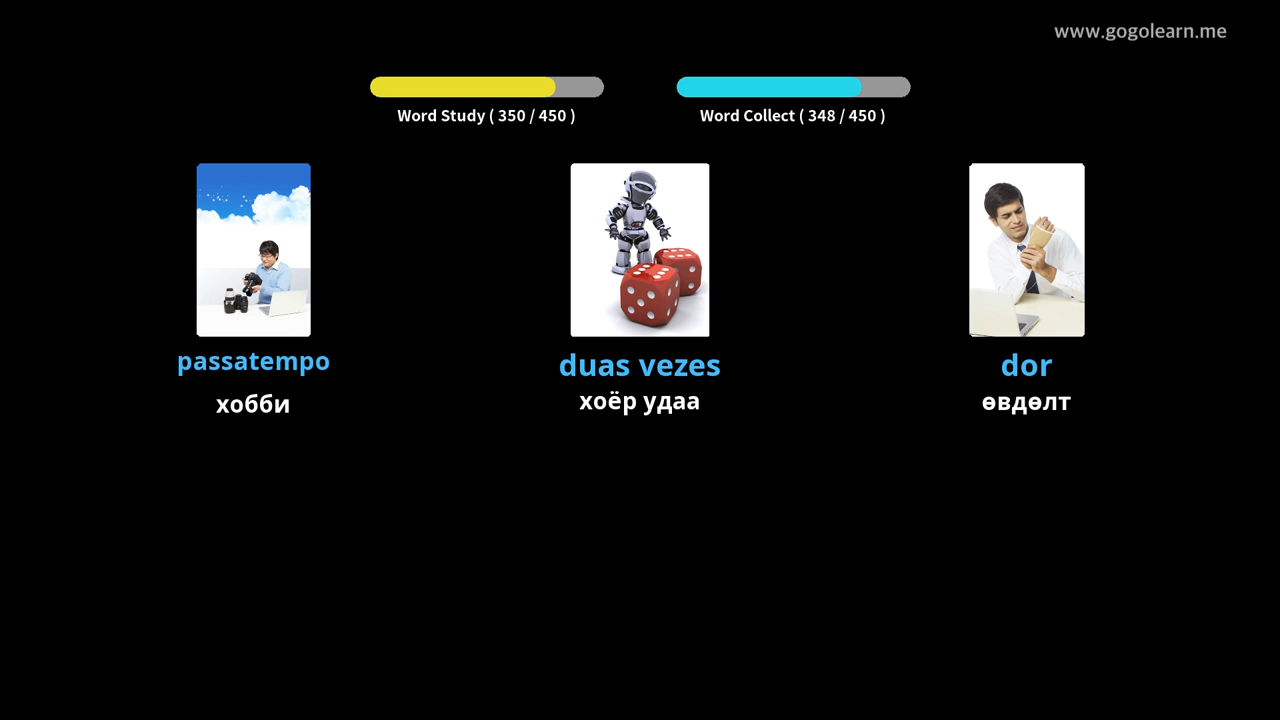 www.gogolearn.me
Word Study ( 350 / 450 )
Word Collect ( 348 / 450 )
passatempo
хобби
duas vezes
хоёр удаа
dor
өвдөлт